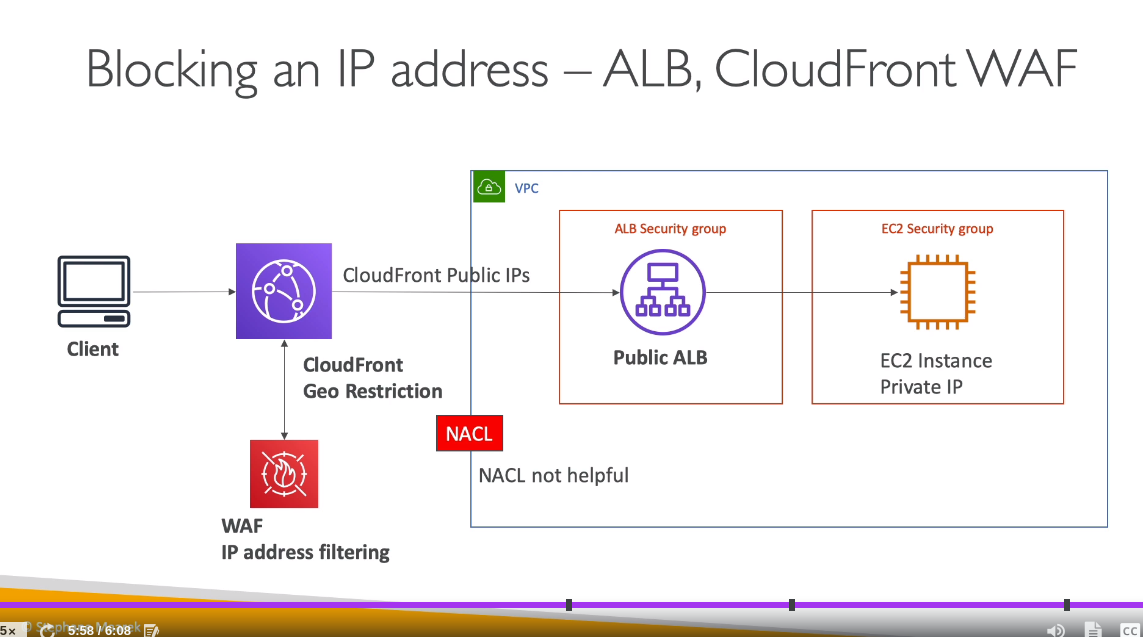 Blocking an IP address – ALB, CloudFront WAF
VPC
ALB Security group
EC2 Security group
CloudFront Public IPs
Client
Public ALB
CloudFront
Geo Restriction
EC2 Instance
Private IP
NACL
NACL not helpful
WAF
IP address filtering
5x
5:58 / 6:08
CC